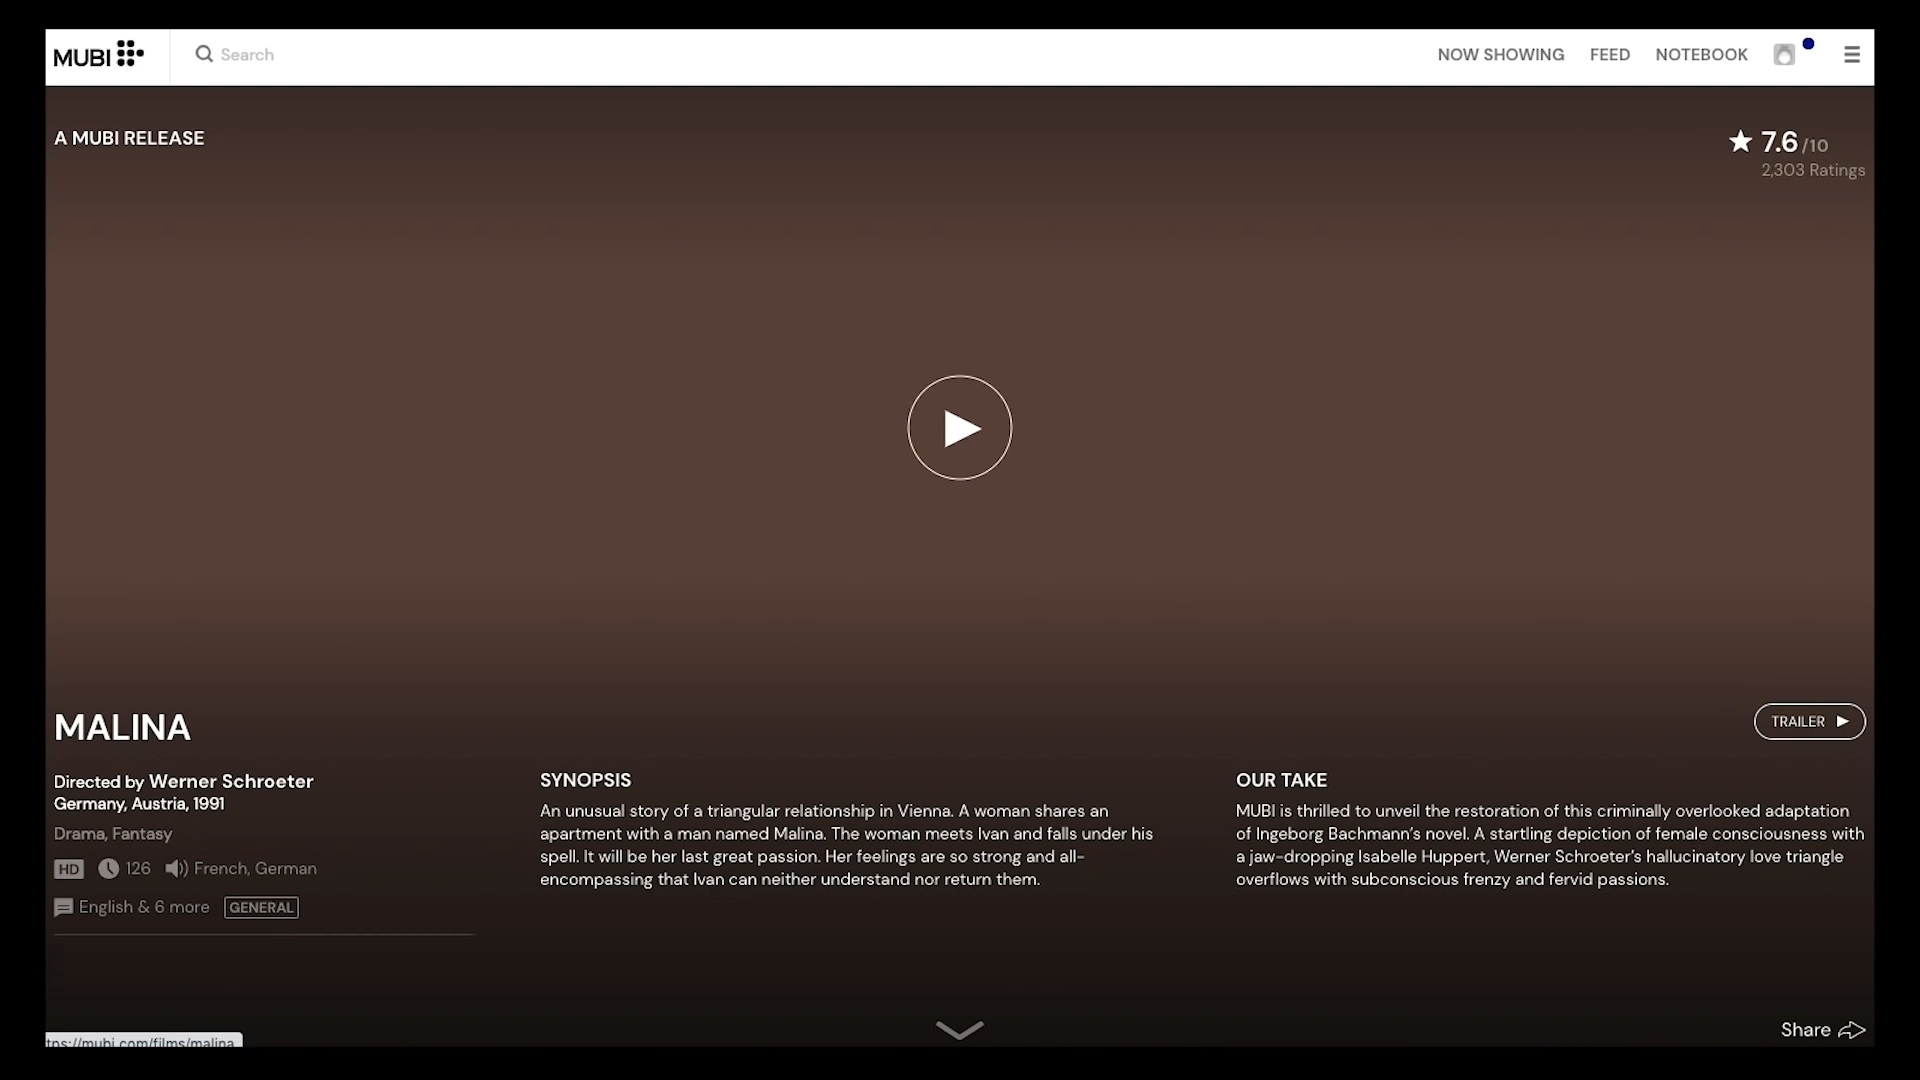 MUBI
Search
NOW SHOWING
FEED
NOTEBOOK
A MUBI RELEASE
7.6 /10
2,303 Ratings
MALINA
TRAILER
Directed by Werner Schroeter
Germany, Austria, 1991
Drama, Fantasy
HD 126 French, German
English & 6 more GENERAL
SYNOPSIS
An unusual story of a triangular relationship in Vienna. A woman shares an
apartment with a man named Malina. The woman meets Ivan and falls under his
spell. It will be her last great passion. Her feelings are so strong and all-
encompassing that Ivan can neither understand nor return them.
OUR TAKE
MUBI is thrilled to unveil the restoration of this criminally overlooked adaptation
of Ingeborg Bachmann’s novel. A startling depiction of female consciousness with
a jaw-dropping Isabelle Huppert, Werner Schroeter’s hallucinatory love triangle
overflows with subconscious frenzy and fervid passions.
Share
tps://mubi.com/films/malina